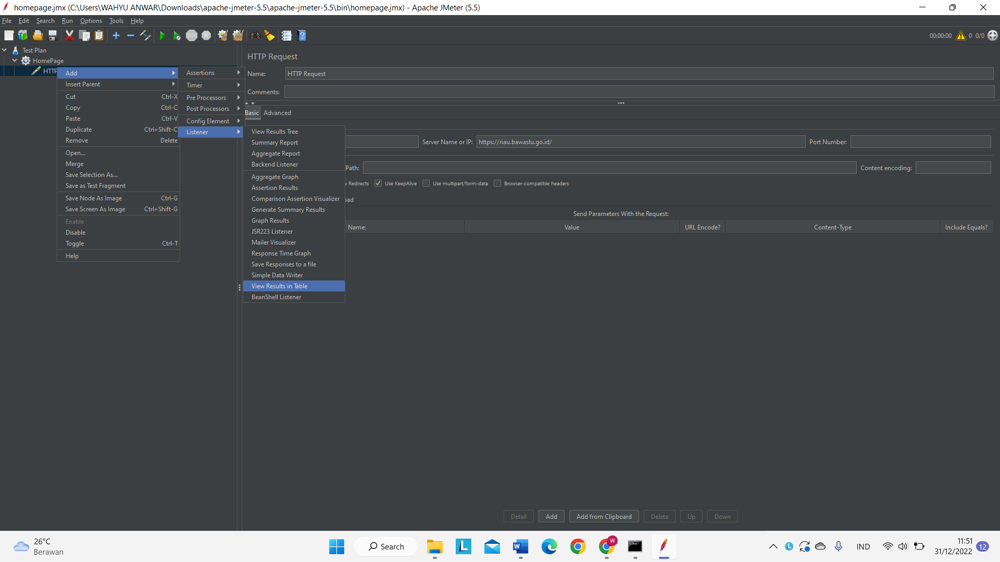 homepage.jmx (C:\Users\WAHYU ANWAR\Downloads\apache-jmeter-5.5\apache-jmeter-5.5\bin\homepage.jmx) - Apache JMeter (5.5)
File Edit Search Run Options Tools Help
00:00:00 0 0/0
Test Plan
HomePage
HTTP
Add
Insert Parent
Cut Ctrl-X
Copy Ctrl-C
Paste Ctrl-V
Duplicate Ctrl+Shift-C
Remove Delete
Open...
Merge
Save Selection As...
Save as Test Fragment
Save Node As Image Ctrl-G
Save Screen As Image Ctrl+Shift-G
Enable
Disable
Toggle Ctrl-T
Help
Assertions
Timer
Pre Processors
Post Processors
Config Element
Listener
View Results Tree
Summary Report
Aggregate Report
Backend Listener
Aggregate Graph
Assertion Results
Comparison Assertion Visualizer
Generate Summary Results
Graph Results
JSR223 Listener
Mailer Visualizer
Response Time Graph
Save Responses to a file
Simple Data Writer
View Results in Table
BeanShell Listener
HTTP Request
Name: HTTP Request
Comments:
Basic Advanced
Server Name or IP: https://riau.bawaslu.go.id/ Port Number:
Path: Content encoding:
Redirects Use KeepAlive Use multipart/form-data Browser-compatible headers
oad
Send Parameters With the Request:
Name: Value URL Encode? Content-Type Include Equals?
Detail Add Add from Clipboard Delete Up Down
26°C
Berawan
Search
L
W
W
L
IND
11:51
31/12/2022
12